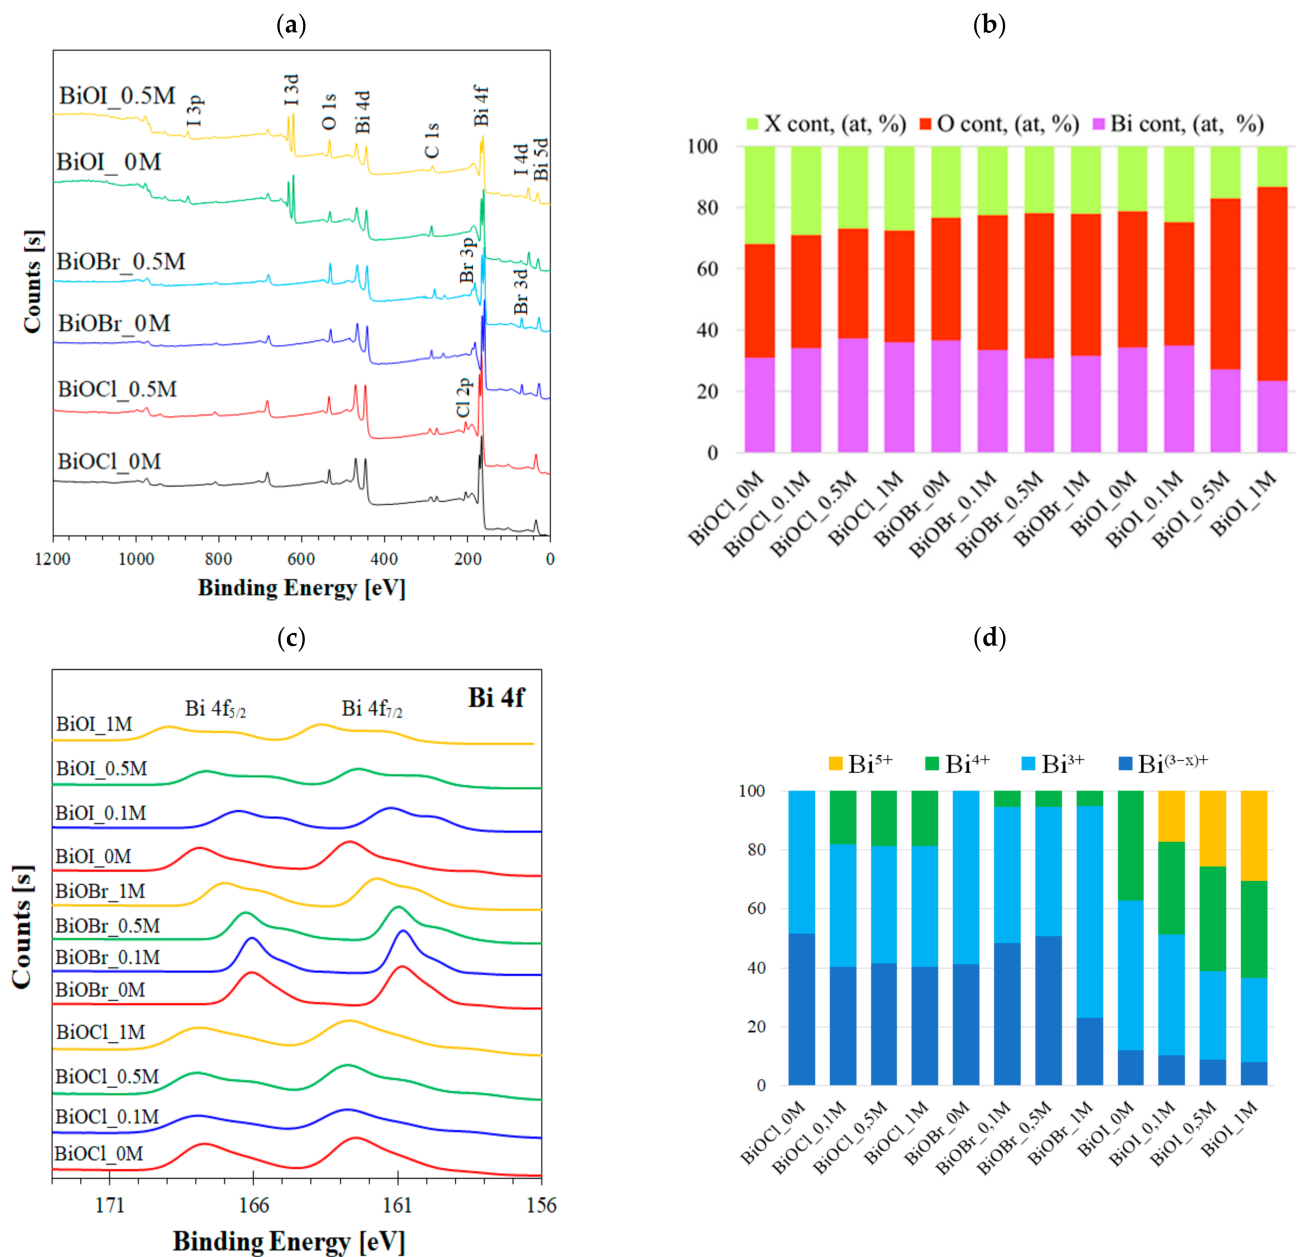 (a)
BiOI_0.5M
I 3p
I 3d
O 1s
Bi 4d
C 1s
Bi 4f
I 4d
Bi 5d
BiOI_ 0M
BiOBr_0.5M
Br 3p
Br 3d
BiOBr_0M
BiOCl_0.5M
Cl 2p
BiOCl_0M
Counts [s]
1200 1000 800 600 400 200 0
Binding Energy [eV]
(b)
X cont, (at, %) O cont, (at, %) Bi cont, (at, %)
100
80
60
40
20
0
BiOCl_0M
BiOCl_0.1M
BiOCl_0.5M
BiOCl_1M
BiOBr_0M
BiOBr_0.1M
BiOBr_0.5M
BiOBr_1M
BiOI_0M
BiOI_0.1M
BiOI_0.5M
BiOI_1M
(c)
Bi 4f
Bi 4f5/2
Bi 4f7/2
BiOI_1M
BiOI_0.5M
BiOI_0.1M
BiOI_0M
BiOBr_1M
BiOBr_0.5M
BiOBr_0.1M
BiOBr_0M
BiOCl_1M
BiOCl_0.5M
BiOCl_0.1M
BiOCl_0M
Counts [s]
171 166 161 156
Binding Energy [eV]
(d)
Bi⁵⁺ Bi⁴⁺ Bi³⁺ Bi⁽³⁻ˣ⁾⁺
100
80
60
40
20
0
BiOCl_0M
BiOCl_0,1M
BiOCl_0,5M
BiOCl_1M
BiOBr_0M
BiOBr_0,1M
BiOBr_0,5M
BiOBr_1M
BiOI_0M
BiOI_0,1M
BiOI_0,5M
BiOI_1M